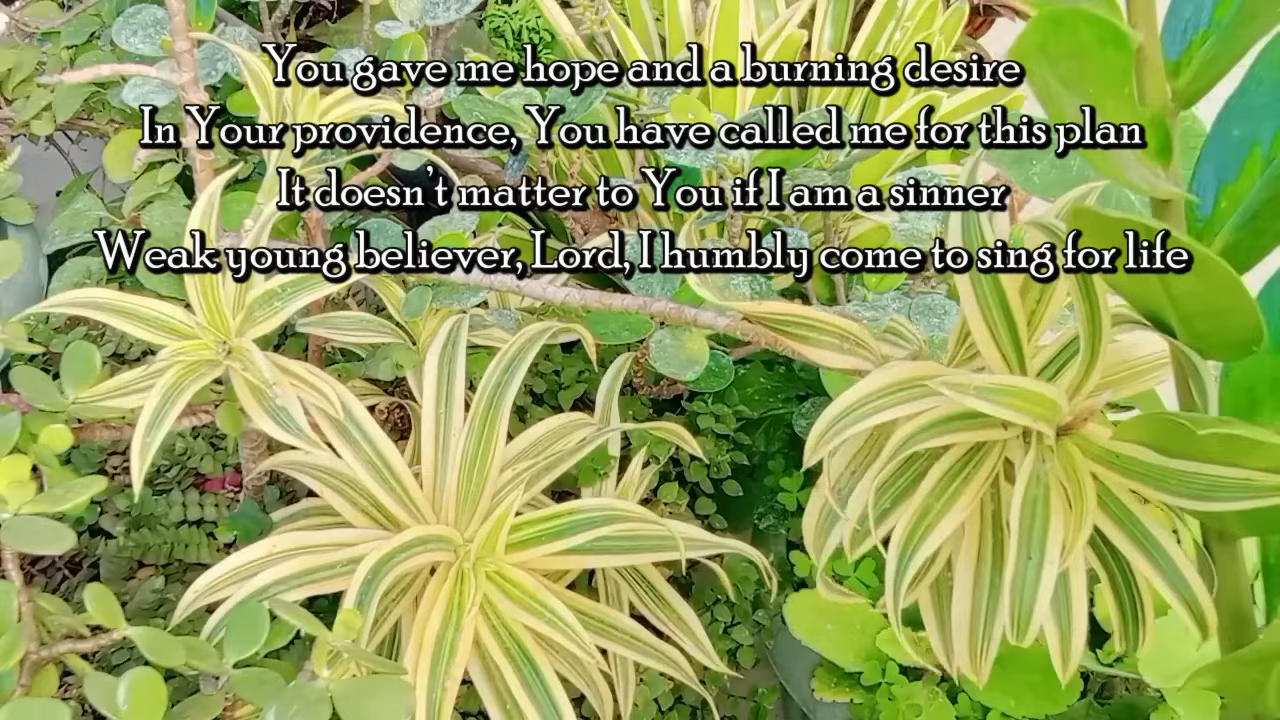 You gave me hope and a burning desire
In Your providence, You have called me for this plan
It doesn't matter to You if I am a sinner
Weak young believer, Lord, I humbly come to sing for life